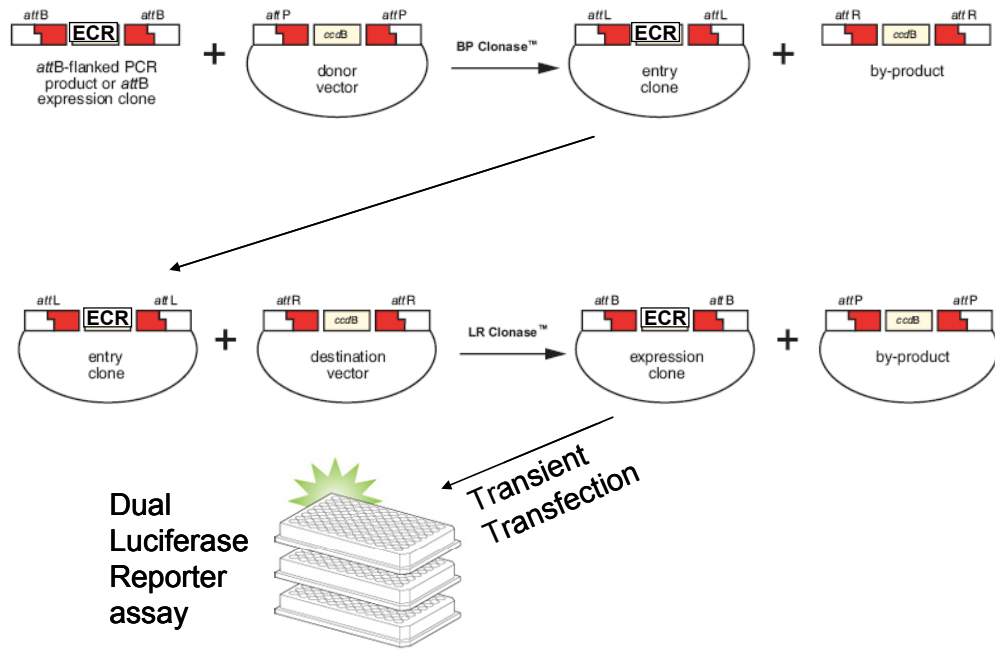 attB attB
ECR
attB-flanked PCR
product or attB
expression clone
+
attP attP
ccdB
donor
vector
BP Clonase™
attL attL
ECR
entry
clone
+
attR attR
ccdB
by-product
attL attL
ECR
entry
clone
+
attR attR
ccdB
destination
vector
LR Clonase™
attB attB
ECR
expression
clone
+
attP attP
ccdB
by-product
Transient
Transfection
Dual
Luciferase
Reporter
assay